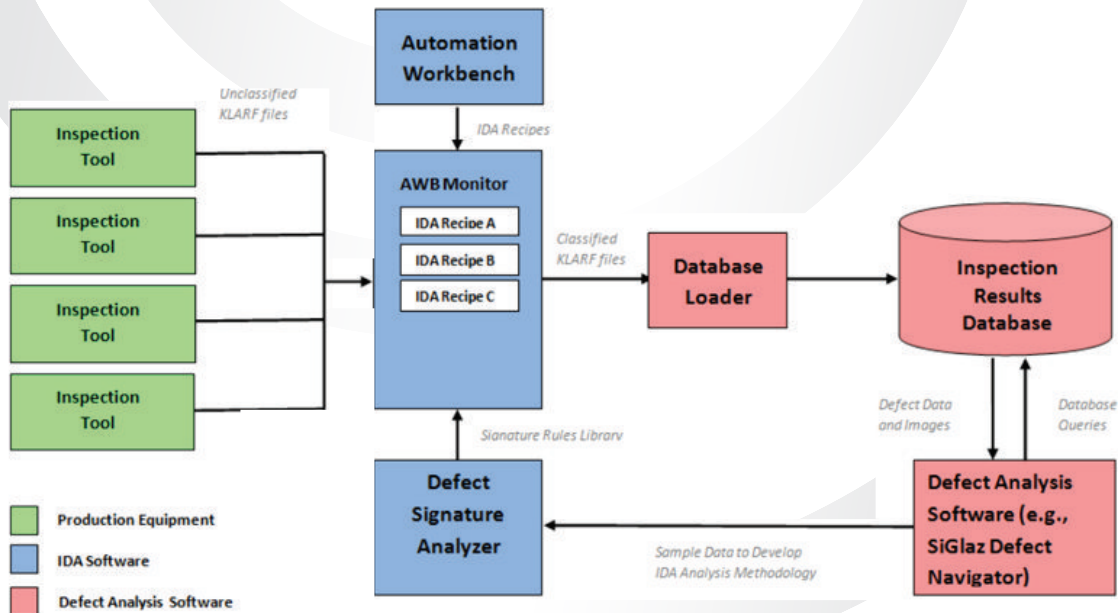 Automation
Workbench
Unclassified
KLARF files
IDA Recipes
Inspection
Tool
Inspection
Tool
Inspection
Tool
Inspection
Tool
AWB Monitor
IDA Recipe A
IDA Recipe B
IDA Recipe C
Classified
KLARF files
Database
Loader
Inspection
Results
Database
Defect Data
and Images
Database
Queries
Signature Rules Library
Defect
Signature
Analyzer
Defect Analysis
Software (e.g.,
SiGlaz Defect
Navigator)
Sample Data to Develop
IDA Analysis Methodology
Production Equipment
IDA Software
Defect Analysis Software